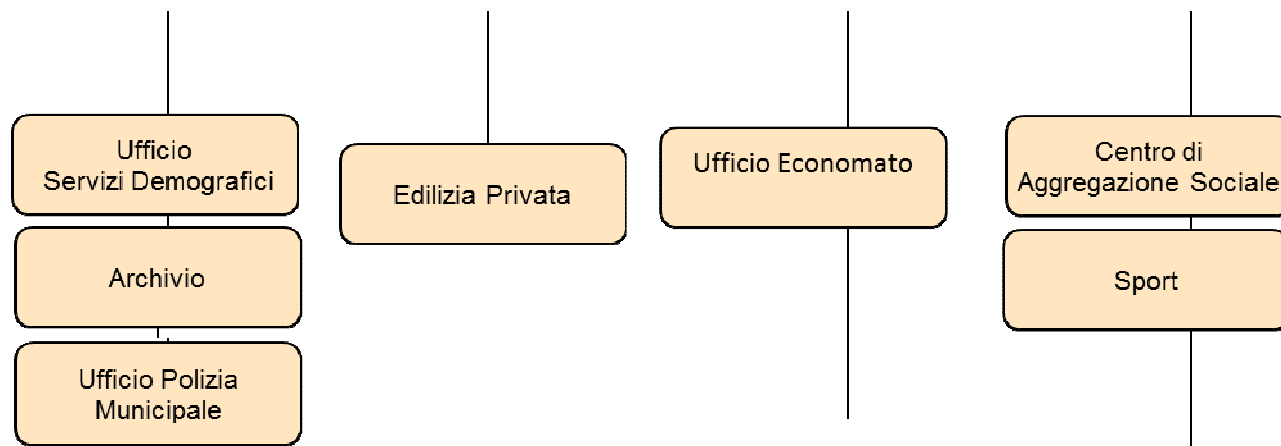 Ufficio
Servizi Demografici
Archivio
Ufficio Polizia
Municipale
Edilizia Privata
Ufficio Economato
Centro di
Aggregazione Sociale
Sport